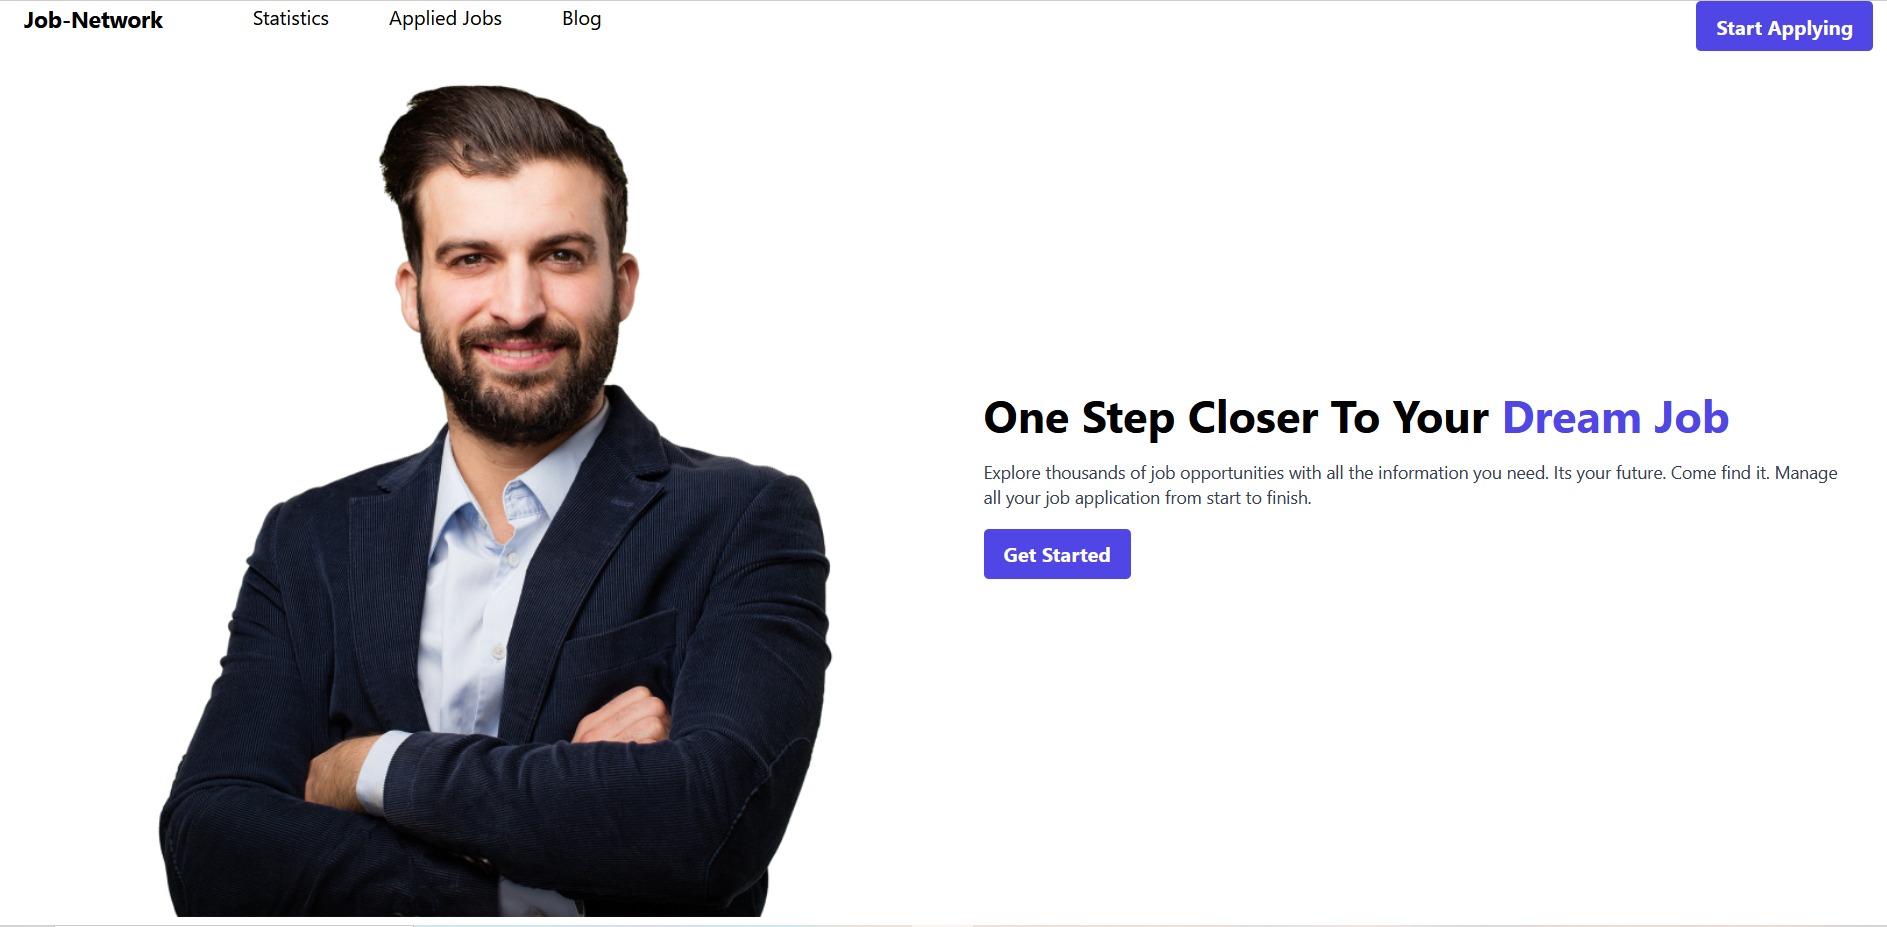 Job-Network
Statistics
Applied Jobs
Blog
Start Applying
One Step Closer To Your Dream Job
Explore thousands of job opportunities with all the information you need. Its your future. Come find it. Manage
all your job application from start to finish.
Get Started